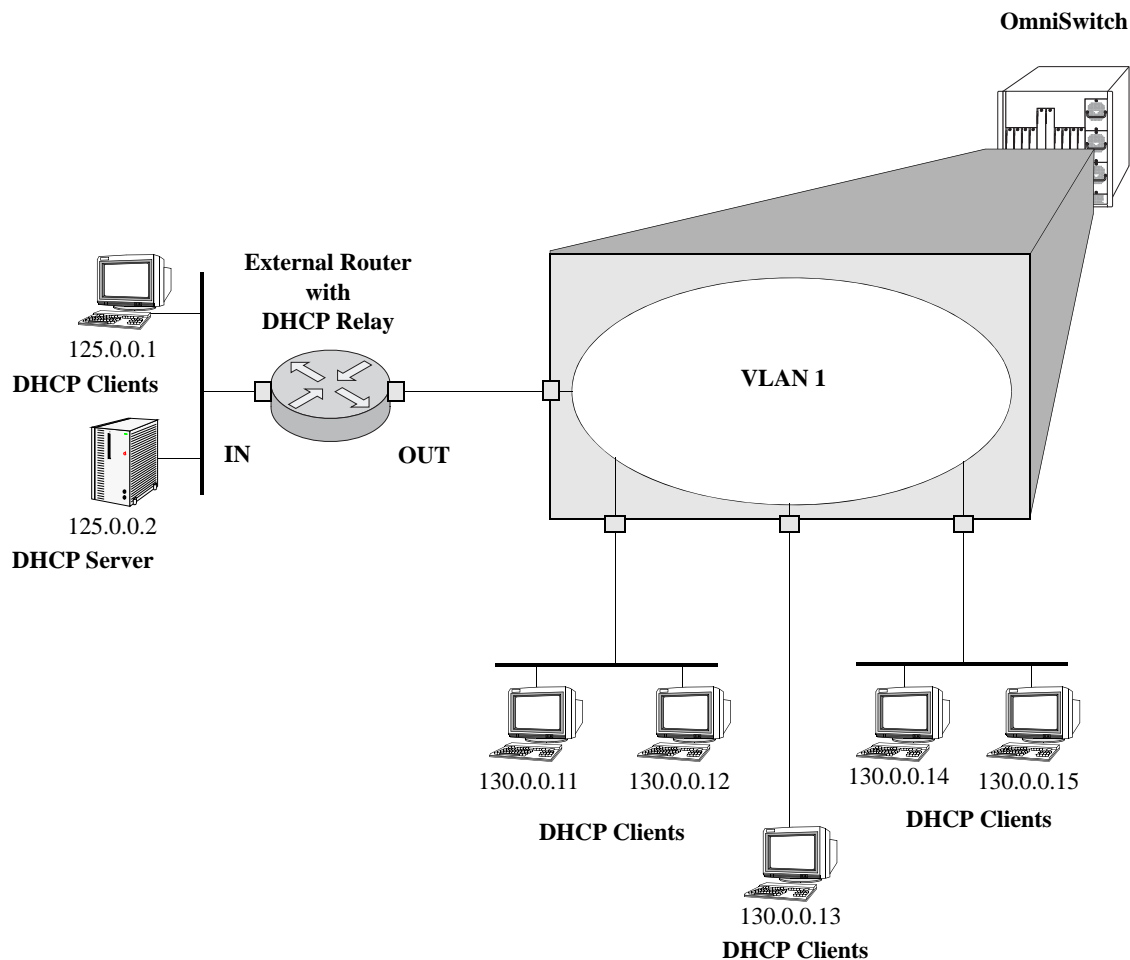 OmniSwitch
External Router
with
DHCP Relay
125.0.0.1
DHCP Clients
VLAN 1
IN
OUT
125.0.0.2
DHCP Server
130.0.0.11
130.0.0.12
DHCP Clients
130.0.0.14
130.0.0.15
DHCP Clients
130.0.0.13
DHCP Clients